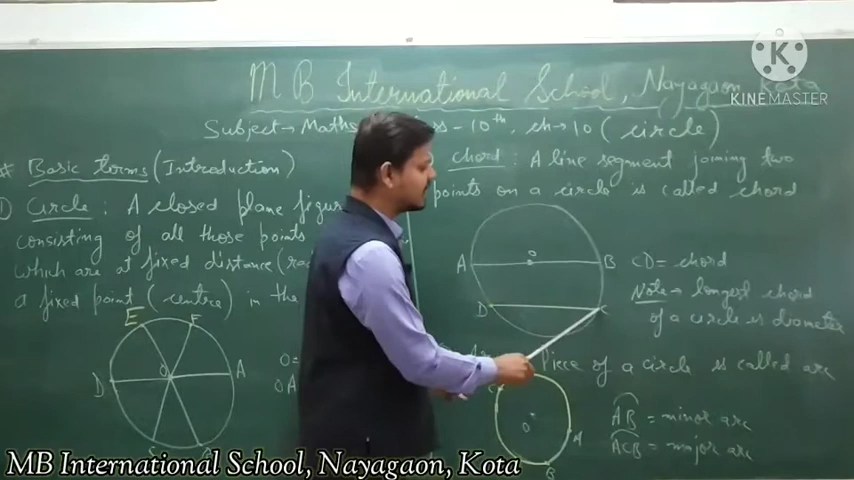 M B International School, Nayagaon, Kota
K
KINEMASTER
Subject → Maths - 10th, ch → 10 (circle)
* Basic terms (Introduction)
① Circle : A closed plane
consisting of all those points
which are at fixed distance
a fixed point (centre) in the
E F
D O A
chord : A line segment joining two
points on a circle is called chord
A O B
D C
CD = chord
Note → longest chord
of a circle is diameter
Piece of a circle is called arc
C
O A
B
AB = minor arc
ACB = major arc
MB International School, Nayagaon, Kota